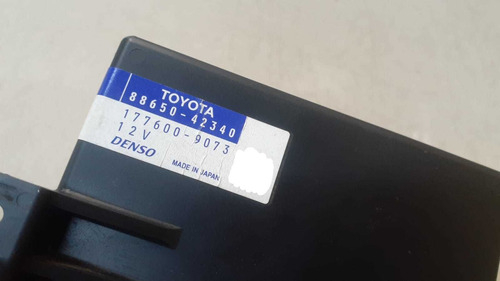 TOYOTA
88650-42340
177600-9073
12V
DENSO
MADE IN JAPAN